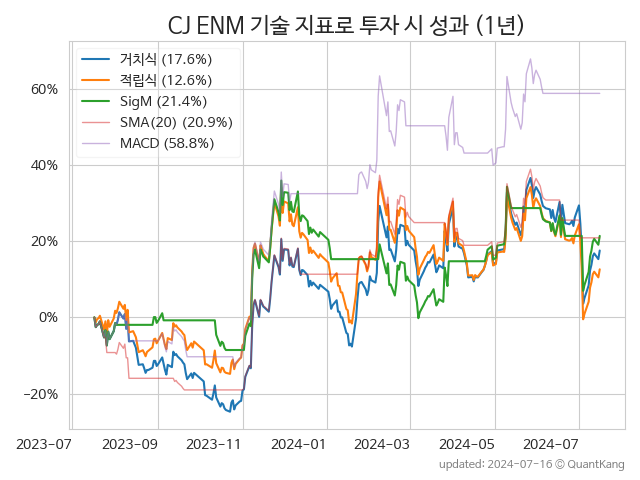 CJ ENM 기술 지표로 투자 시 성과 (1년)
거치식 (17.6%)
적립식 (12.6%)
SigM (21.4%)
SMA(20) (20.9%)
MACD (58.8%)
60%
40%
20%
0%
−20%
2023-07 2023-09 2023-11 2024-01 2024-03 2024-05 2024-07
updated: 2024-07-16 © QuantKang